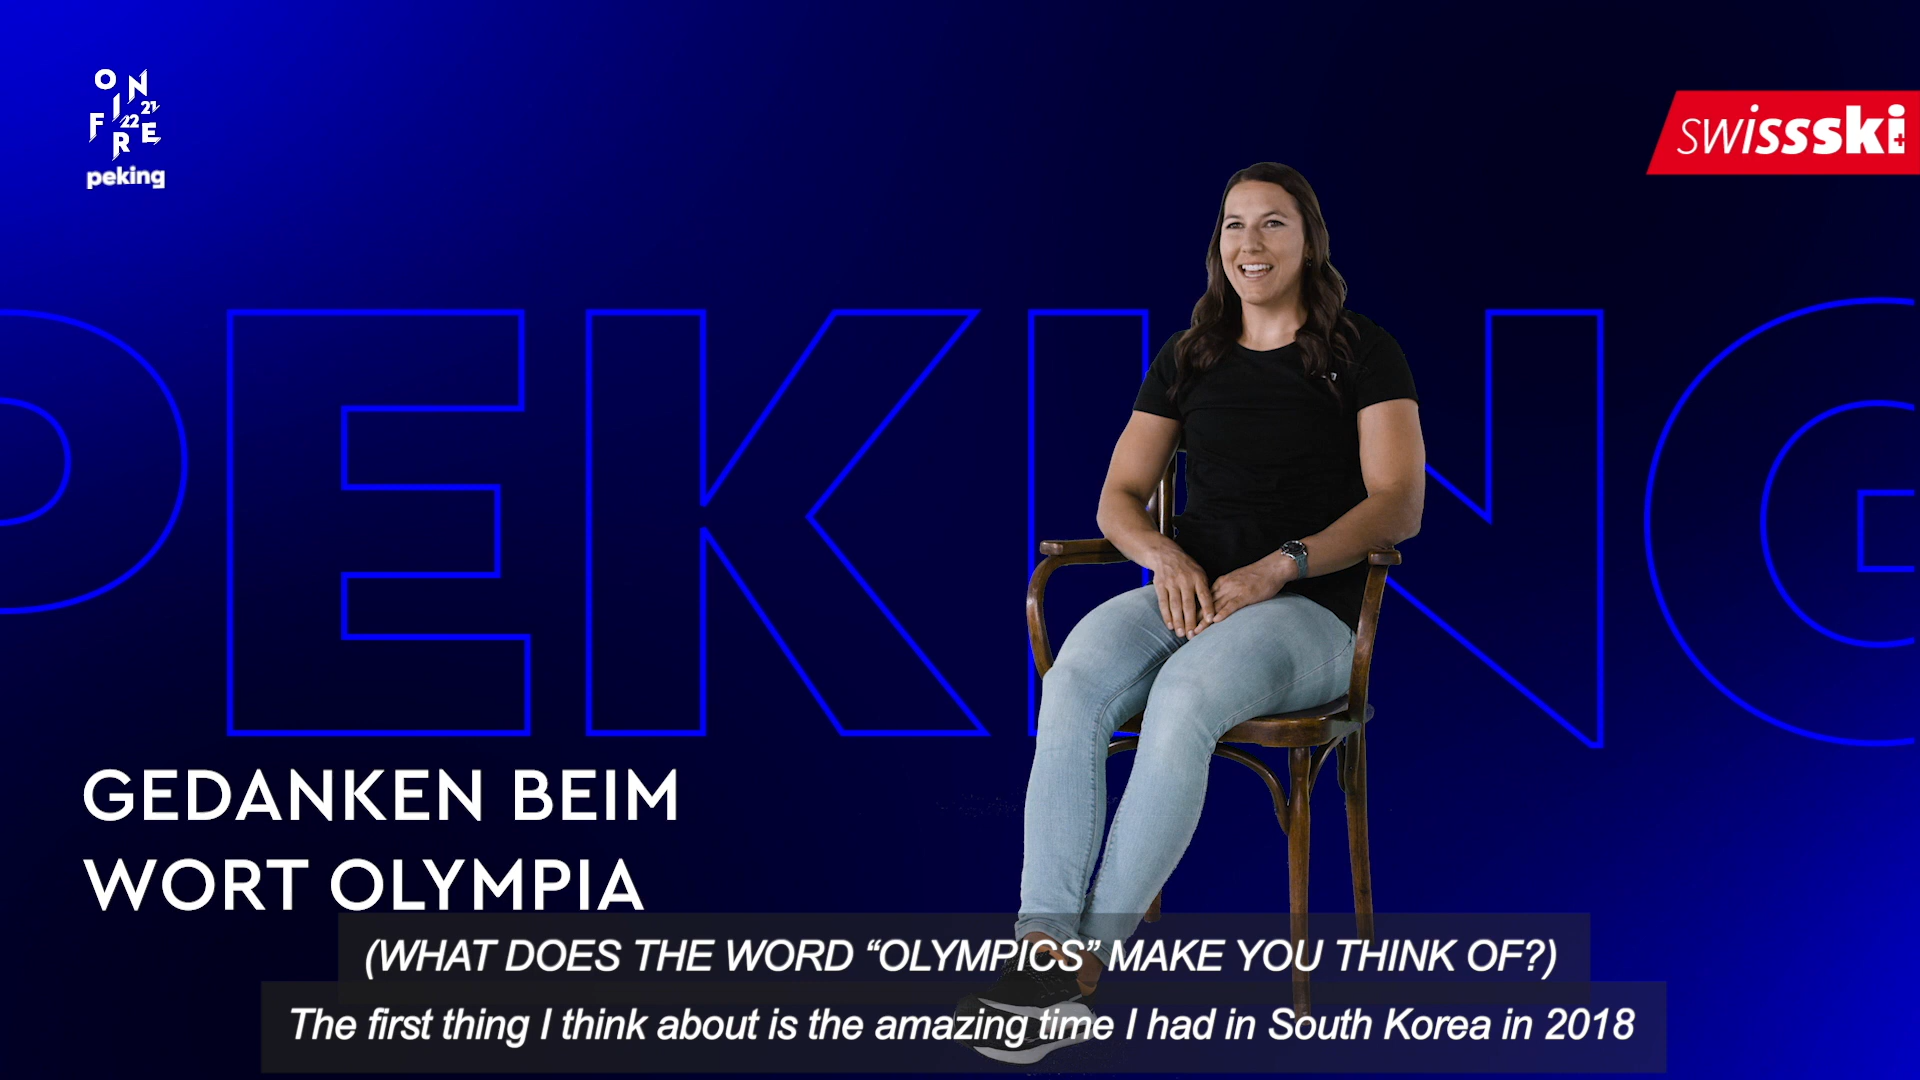 ON
FIRE
21
22
peking
swissski
PEKING
GEDANKEN BEIM
WORT OLYMPIA
(WHAT DOES THE WORD “OLYMPICS” MAKE YOU THINK OF?)
The first thing I think about is the amazing time I had in South Korea in 2018